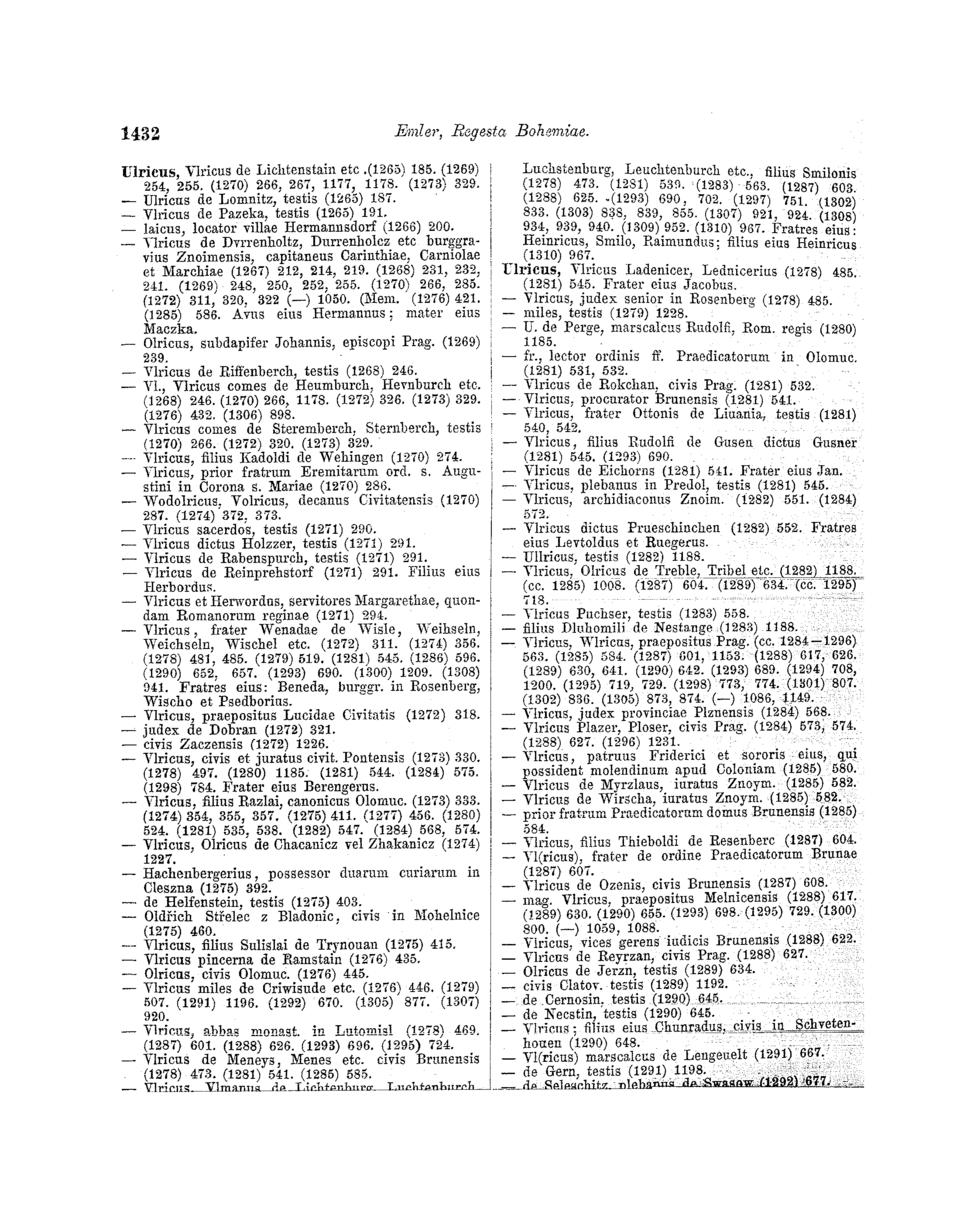 1432
Emler, Regesta Bohemiae.
Ulricus, Vlricus de Lichtenstain etc .(1265) 185. (1269)
254, 255. (1270) 266, 267, 1177, 1178. (1273) 329.
— Ulricus de Lomnitz, testis (1265) 187.
— Vlricus de Pazeka, testis (1265) 191.
— laicus, locator villae Hermannsdorf (1266) 200.
— Vlricus de Dvrrenholtz, Durrenholcz etc burggra-
vius Znoimensis, capitaneus Carinthiae, Carniolae
et Marchiae (1267) 212, 214, 219. (1268) 231, 232,
241. (1269) 248, 250, 252, 255. (1270) 266, 285.
(1272) 311, 320, 322 (—) 1050. (Mem. (1276) 421.
(1285) 586. Avus eius Hermannus; mater eius
Maczka.
— Olricus, subdapifer Johannis, episcopi Prag. (1269)
239.
— Vlricus de Riffenberch, testis (1268) 246.
— Vl., Vlricus comes de Heumburch, Hevnburch etc.
(1268) 246. (1270) 266, 1178. (1272) 326. (1273) 329.
(1276) 432. (1306) 898.
— Vlricus comes de Steremberch, Sternberch, testis
(1270) 266. (1272) 320. (1273) 329.
— Vlricus, filius Kadoldi de Wehingen (1270) 274.
— Vlricus, prior fratrum Eremitarum ord. s. Augu-
stini in Corona s. Mariae (1270) 286.
— Wodolricus, Volricus, decanus Civitatensis (1270)
287. (1274) 372, 373.
— Vlricus sacerdos, testis (1271) 290.
— Vlricus dictus Holzzer, testis (1271) 291.
— Vlricus de Rabenspurch, testis (1271) 291.
— Vlricus de Reinprehstorf (1271) 291. Filius eius
Herbordus.
— Vlricus et Herwordus, servitores Margarethae, quon-
dam Romanorum reginae (1271) 294.
— Vlricus, frater Wenadae de Wisle, Weihseln,
Weichseln, Wischel etc. (1272) 311. (1274) 356.
(1278) 481, 485. (1279) 519. (1281) 545. (1286) 596.
(1290) 652, 657. (1293) 690. (1300) 1209. (1308)
941. Fratres eius: Beneda, burggr. in Rosenberg,
Wischo et Psedborius.
— Vlricus, praepositus Lucidae Civitatis (1272) 318.
— judex de Dobran (1272) 321.
— civis Zaczensis (1272) 1226.
— Vlricus, civis et juratus civit. Pontensis (1273) 330.
(1278) 497. (1280) 1185. (1281) 544. (1284) 575.
(1298) 784. Frater eius Berengerus.
— Vlricus, filius Razlai, canonicus Olomuc. (1273) 333.
(1274) 354, 355, 357. (1275) 411. (1277) 456. (1280)
524. (1281) 535, 538. (1282) 547. (1284) 568, 574.
— Vlricus, Olricus de Chacanicz vel Zhakanicz (1274)
1227.
— Hachenbergerius, possessor duarum curiarum in
Cleszna (1275) 392.
— de Helfenstein, testis (1275) 403.
— Oldřich Střelec z Bladonic, civis in Mohelnice
(1275) 460.
— Vlricus, filius Sulislai de Trynouan (1275) 415.
— Vlricus pincerna de Ramstain (1276) 435.
— Olricus, civis Olomuc. (1276) 445.
— Vlricus miles de Criwisude etc. (1276) 446. (1279)
507. (1291) 1196. (1292) 670. (1305) 877. (1307)
920.
— Vlricus, abbas monast. in Lutomisl (1278) 469.
(1287) 601. (1288) 626. (1293) 696. (1295) 724.
— Vlricus de Meneys, Menes etc. civis Brunensis
(1278) 473. (1281) 541. (1285) 585.
— Vlricus, Vlmanus de Lichtenburg, Luchtenburch
Luchstenburg, Leuchtenburch etc., filius Smilonis
(1278) 473. (1281) 539. (1283) 563. (1287) 603.
(1288) 625. (1293) 690, 702. (1297) 751. (1302)
833. (1303) 838, 839, 855. (1307) 921, 924. (1308)
934, 939, 940. (1309) 952. (1310) 967. Fratres eius:
Heinricus, Smilo, Raimundus; filius eius Heinricus
(1310) 967.
Ulricus, Vlricus Ladenicer, Lednicerius (1278) 485.
(1281) 545. Frater eius Jacobus.
— Vlricus, judex senior in Rosenberg (1278) 485.
— miles, testis (1279) 1228.
— U. de Perge, marscalcus Rudolfi, Rom. regis (1280)
1185.
— fr., lector ordinis ff. Praedicatorum in Olomuc.
(1281) 531, 532.
— Vlricus de Rokchan, civis Prag. (1281) 532.
— Vlricus, procurator Brunensis (1281) 541.
— Vlricus, frater Ottonis de Liuania, testis (1281)
540, 542.
— Vlricus, filius Rudolfi de Gusen dictus Gusner
(1281) 545. (1293) 690.
— Vlricus de Eichorns (1281) 541. Frater eius Jan.
— Vlricus, plebanus in Predol, testis (1281) 545.
— Vlricus, archidiaconus Znoim. (1282) 551. (1284)
572.
— Vlricus dictus Prueschinchen (1282) 552. Fratres
eius Levtoldus et Ruegerus.
— Ullricus, testis (1282) 1188.
— Vlricus, Olricus de Treble, Tribel etc. (1282) 1188.
(cc. 1285) 1008. (1287) 604. (1289) 634. (cc. 1295)
718.
— Vlricus Puchser, testis (1283) 558.
— filius Dluhomili de Nestange (1283) 1188.
— Vlricus, Wlricus, praepositus Prag. (cc. 1284—1296)
563. (1285) 584. (1287) 601, 1153. (1288) 617, 626.
(1289) 630, 641. (1290) 642. (1293) 689. (1294) 708,
1200. (1295) 719, 729. (1298) 773, 774. (1301) 807.
(1302) 836. (1305) 873, 874. (—) 1086, 1149.
— Vlricus, judex provinciae Plznensis (1284) 568.
— Vlricus Plazer, Ploser, civis Prag. (1284) 573, 574.
(1288) 627. (1296) 1231.
— Vlricus, patruus Friderici et sororis eius, qui
possident molendinum apud Coloniam (1285) 580.
— Vlricus de Myrzlaus, iuratus Znoym. (1285) 582.
— Vlricus de Wirscha, iuratus Znoym. (1285) 582.
— prior fratrum Praedicatorum domus Brunensis (1285)
584.
— Vlricus, filius Thieboldi de Resenberc (1287) 604.
— Vl(ricus), frater de ordine Praedicatorum Brunae
(1287) 607.
— Vlricus de Ozenis, civis Brunensis (1287) 608.
— mag. Vlricus, praepositus Melnicensis (1288) 617.
(1289) 630. (1290) 655. (1293) 698. (1295) 729. (1300)
800. (—) 1059, 1088.
— Vlricus, vices gerens iudicis Brunensis (1288) 622.
— Vlricus de Reyrzan, civis Prag. (1288) 627.
— Olricus de Jerzn, testis (1289) 634.
— civis Clatov. testis (1289) 1192.
— de Cernosin, testis (1290) 645.
— de Necstin, testis (1290) 645.
— Vlricus; filius eius Chunradus, civis in Schveten-
houen (1290) 648.
— Vl(ricus) marscalcus de Lengeuelt (1291) 667.
— de Gern, testis (1291) 1198.
— de Seleschitz, plebanus de Swasow (1292) 677.